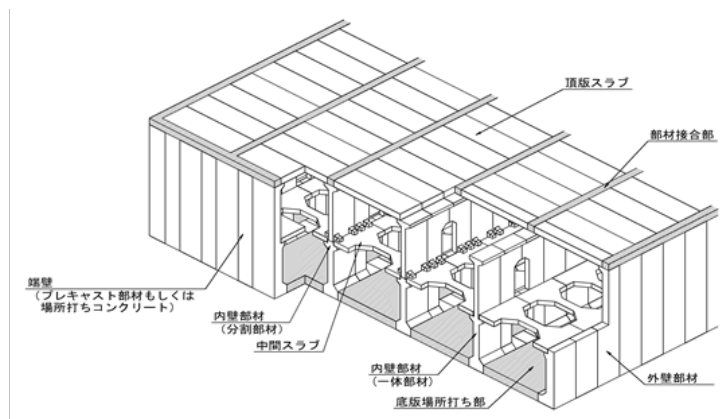 頂版スラブ
部材接合部
端壁
（プレキャスト部材もしくは
場所打ちコンクリート）
内壁部材
（分割部材）
中間スラブ
内壁部材
（一体部材）
底版場所打ち部
外壁部材